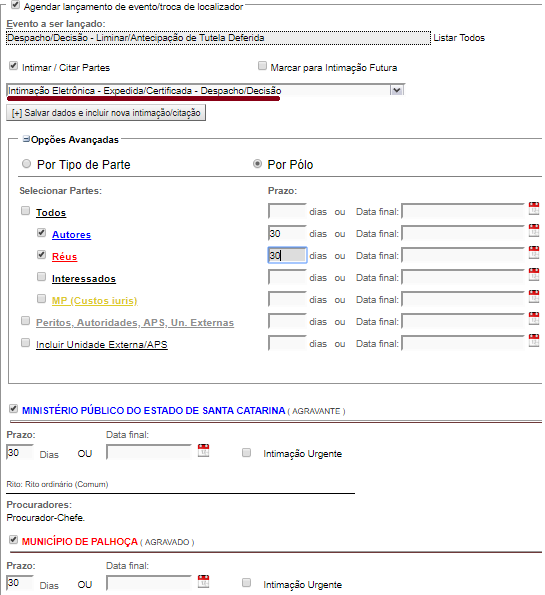 Agendar lançamento de evento/troca de localizador
Evento a ser lançado:
Despacho/Decisão - Liminar/Antecipação de Tutela Deferida Listar Todos
Intimar / Citar Partes Marcar para Intimação Futura
Intimação Eletrônica - Expedida/Certificada - Despacho/Decisão
[+] Salvar dados e incluir nova intimação/citação
Opções Avançadas
Por Tipo de Parte Por Pólo
Selecionar Partes: Prazo:
Todos dias ou Data final:
Autores 30 dias ou Data final:
Réus 30 dias ou Data final:
Interessados dias ou Data final:
MP (Custos iuris) dias ou Data final:
Peritos, Autoridades, APS, Un. Externas dias ou Data final:
Incluir Unidade Externa/APS dias ou Data final:
MINISTÉRIO PÚBLICO DO ESTADO DE SANTA CATARINA ( AGRAVANTE )
Prazo: Data final:
30 Dias OU Intimação Urgente
Rito: Rito ordinário (Comum)
Procuradores:
Procurador-Chefe.
MUNICÍPIO DE PALHOÇA ( AGRAVADO )
Prazo: Data final:
30 Dias OU Intimação Urgente